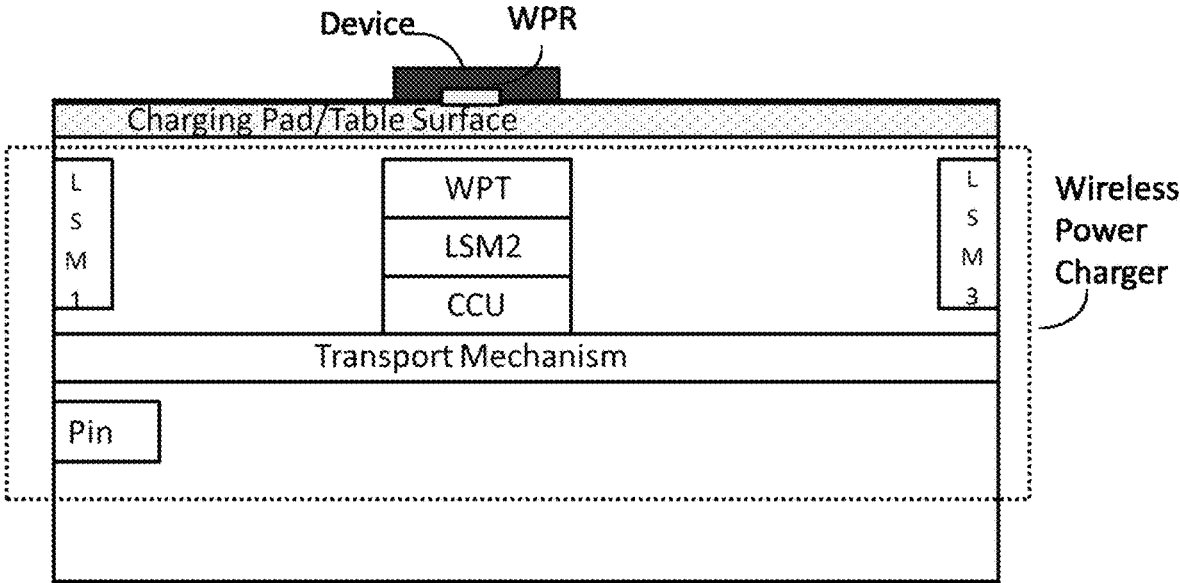 Device
WPR
Charging Pad/Table Surface
L
S
M
1
WPT
LSM2
CCU
L
S
M
3
Wireless
Power
Charger
Transport Mechanism
Pin